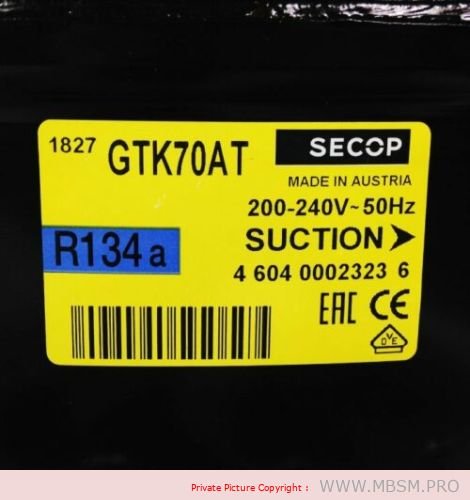 1827 GTK70AT SECOP
MADE IN AUSTRIA
200-240V~50Hz
R134a SUCTION
4 604 0002323 6
EAC CE
DVE
Private Picture Copyright : WWW.MBSM.PRO